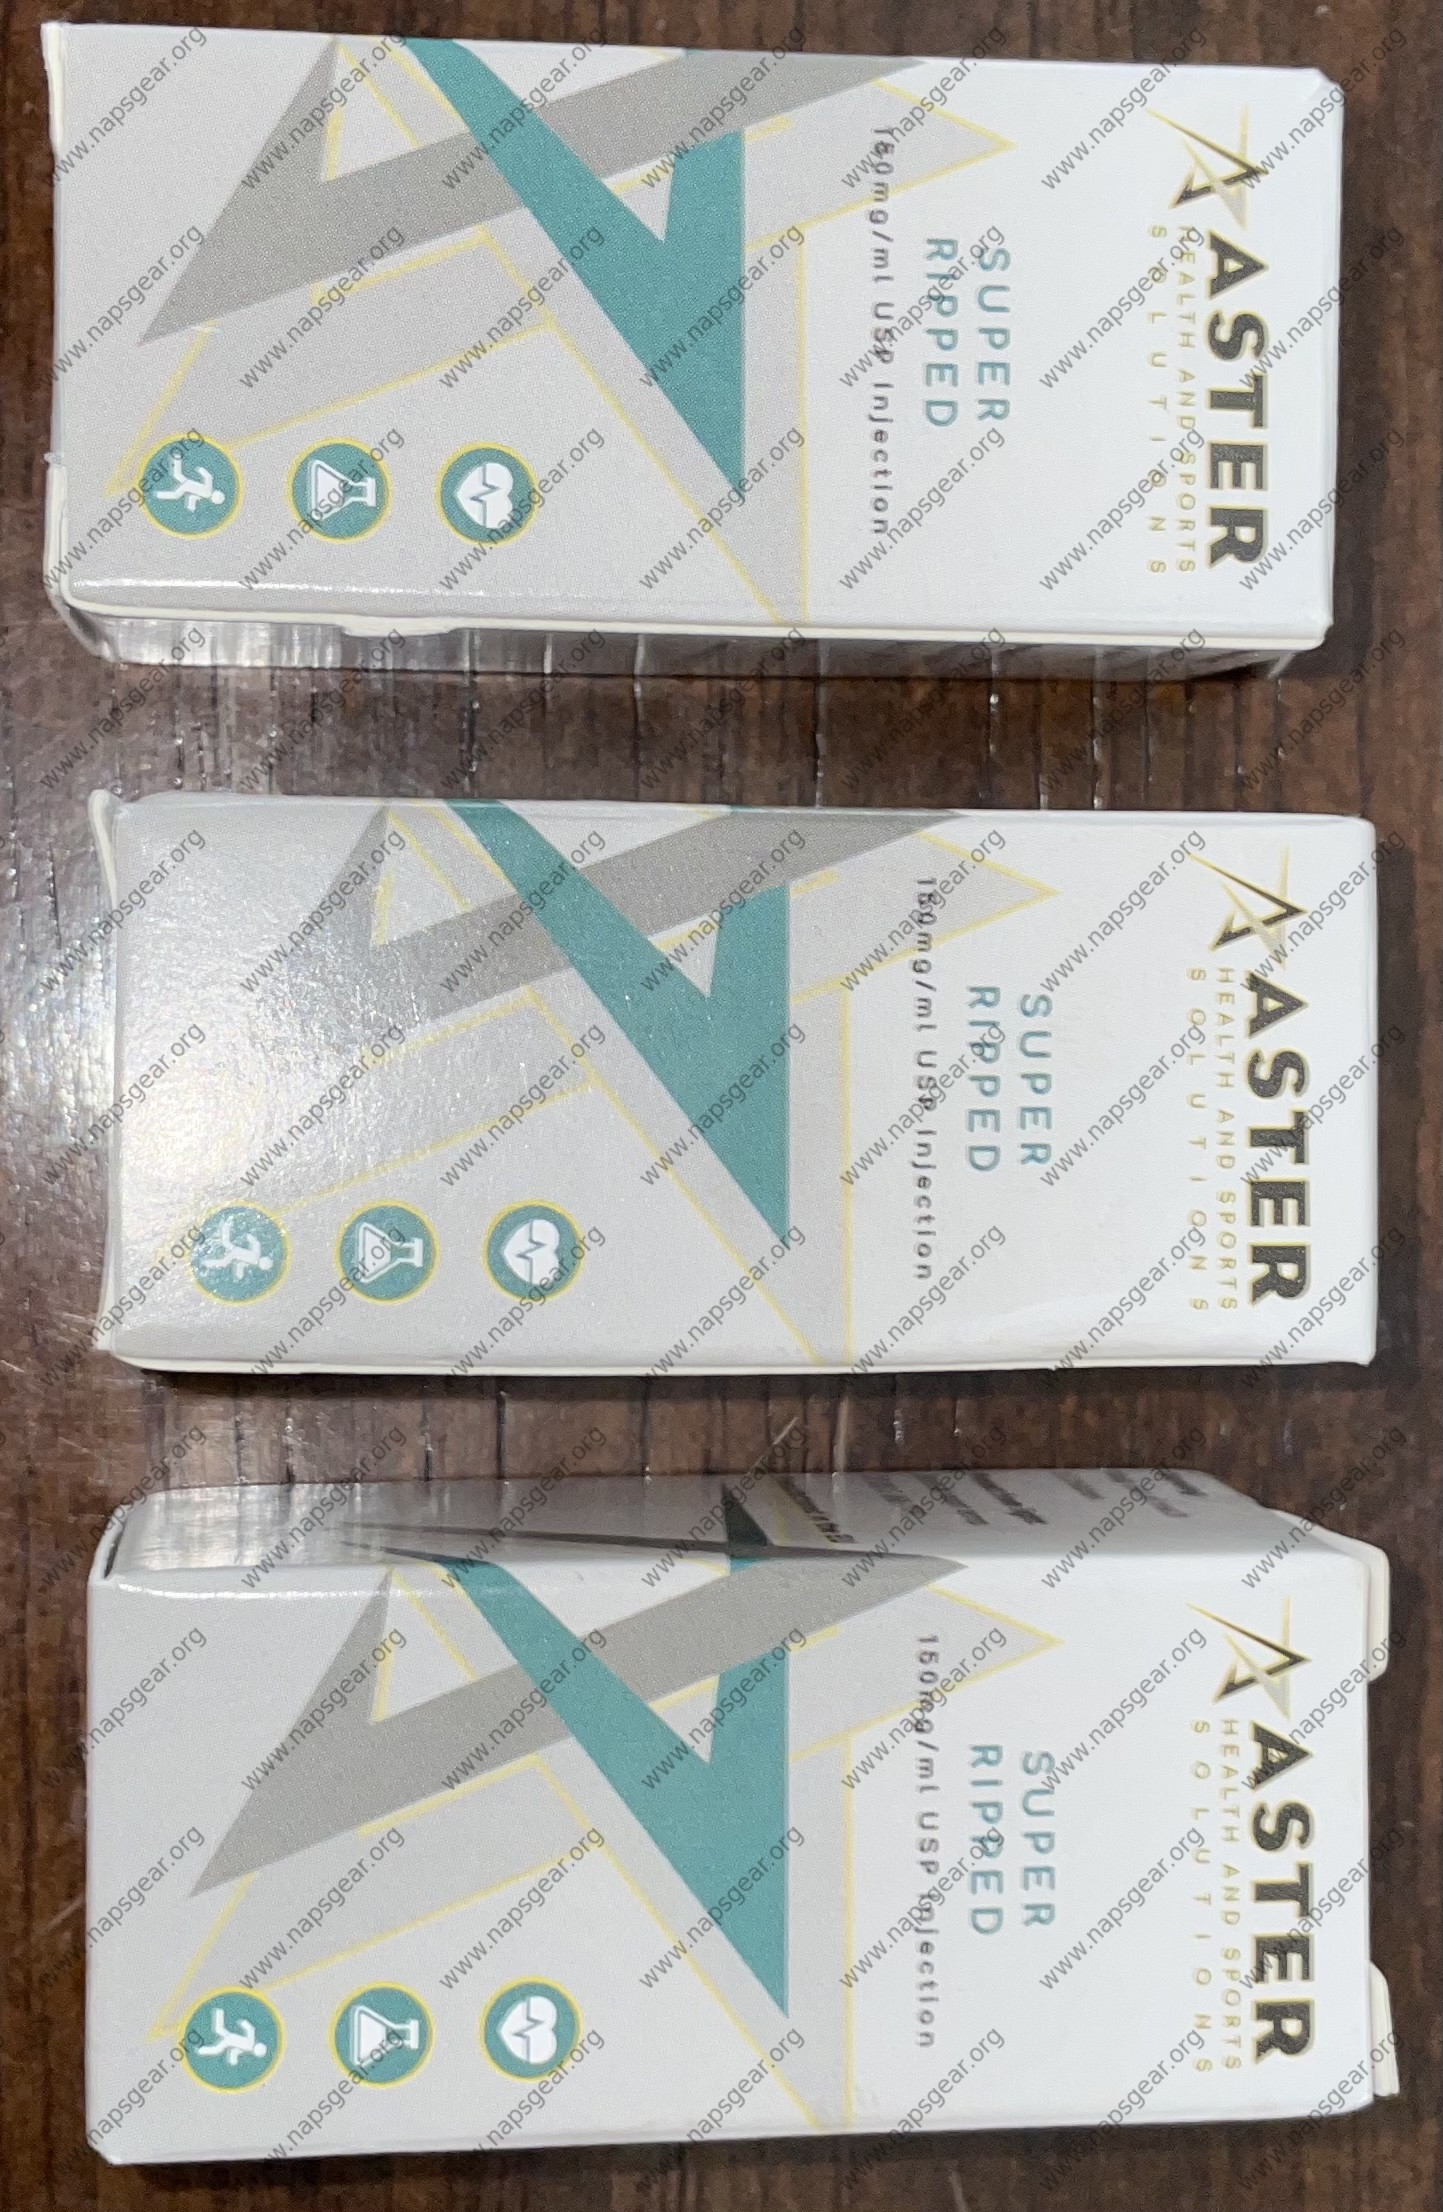 ASTER
HEALTH AND SPORTS
SOLUTIONS
SUPER
RIPPED
150mg/ml USP Injection
ASTER
HEALTH AND SPORTS
SOLUTIONS
SUPER
RIPPED
150mg/ml USP Injection
ASTER
HEALTH AND SPORTS
SOLUTIONS
SUPER
RIPPED
150mg/ml USP Injection
www.napsgear.org